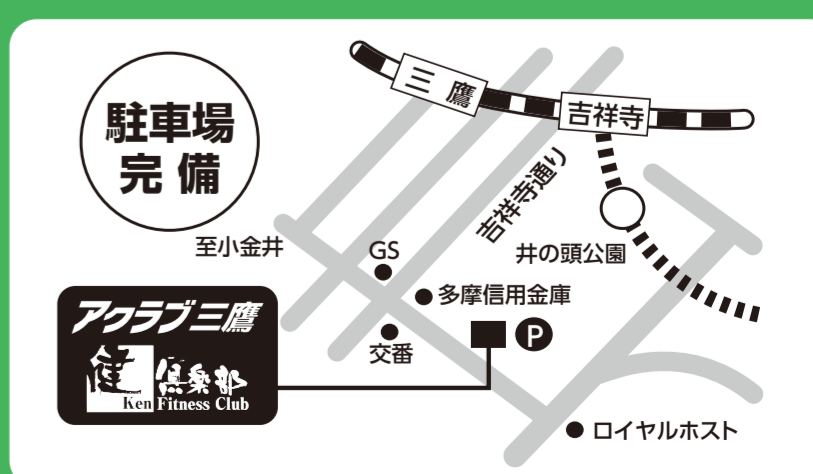 駐車場
完備
三鷹
吉祥寺
吉祥寺通り
至小金井
GS
井の頭公園
多摩信用金庫
交番
P
アクラブ三鷹
健倶楽部
Ken Fitness Club
ロイヤルホスト